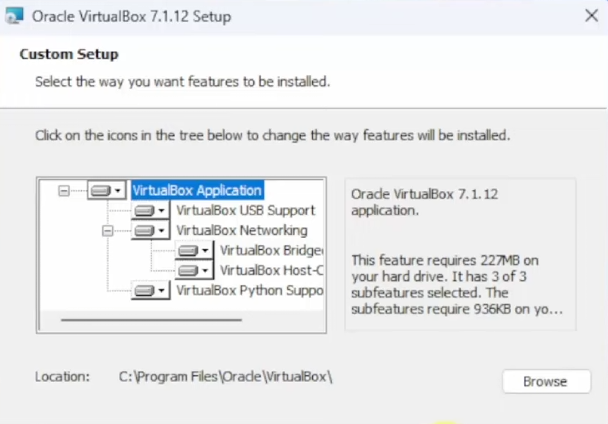 Oracle VirtualBox 7.1.12 Setup
Custom Setup
Select the way you want features to be installed.
Click on the icons in the tree below to change the way features will be installed.
VirtualBox Application
VirtualBox USB Support
VirtualBox Networking
VirtualBox Bridge
VirtualBox Host-C
VirtualBox Python Suppo
Oracle VirtualBox 7.1.12
application.
This feature requires 227MB on
your hard drive. It has 3 of 3
subfeatures selected. The
subfeatures require 936KB on yo...
Location: C:\Program Files\Oracle\VirtualBox\
Browse